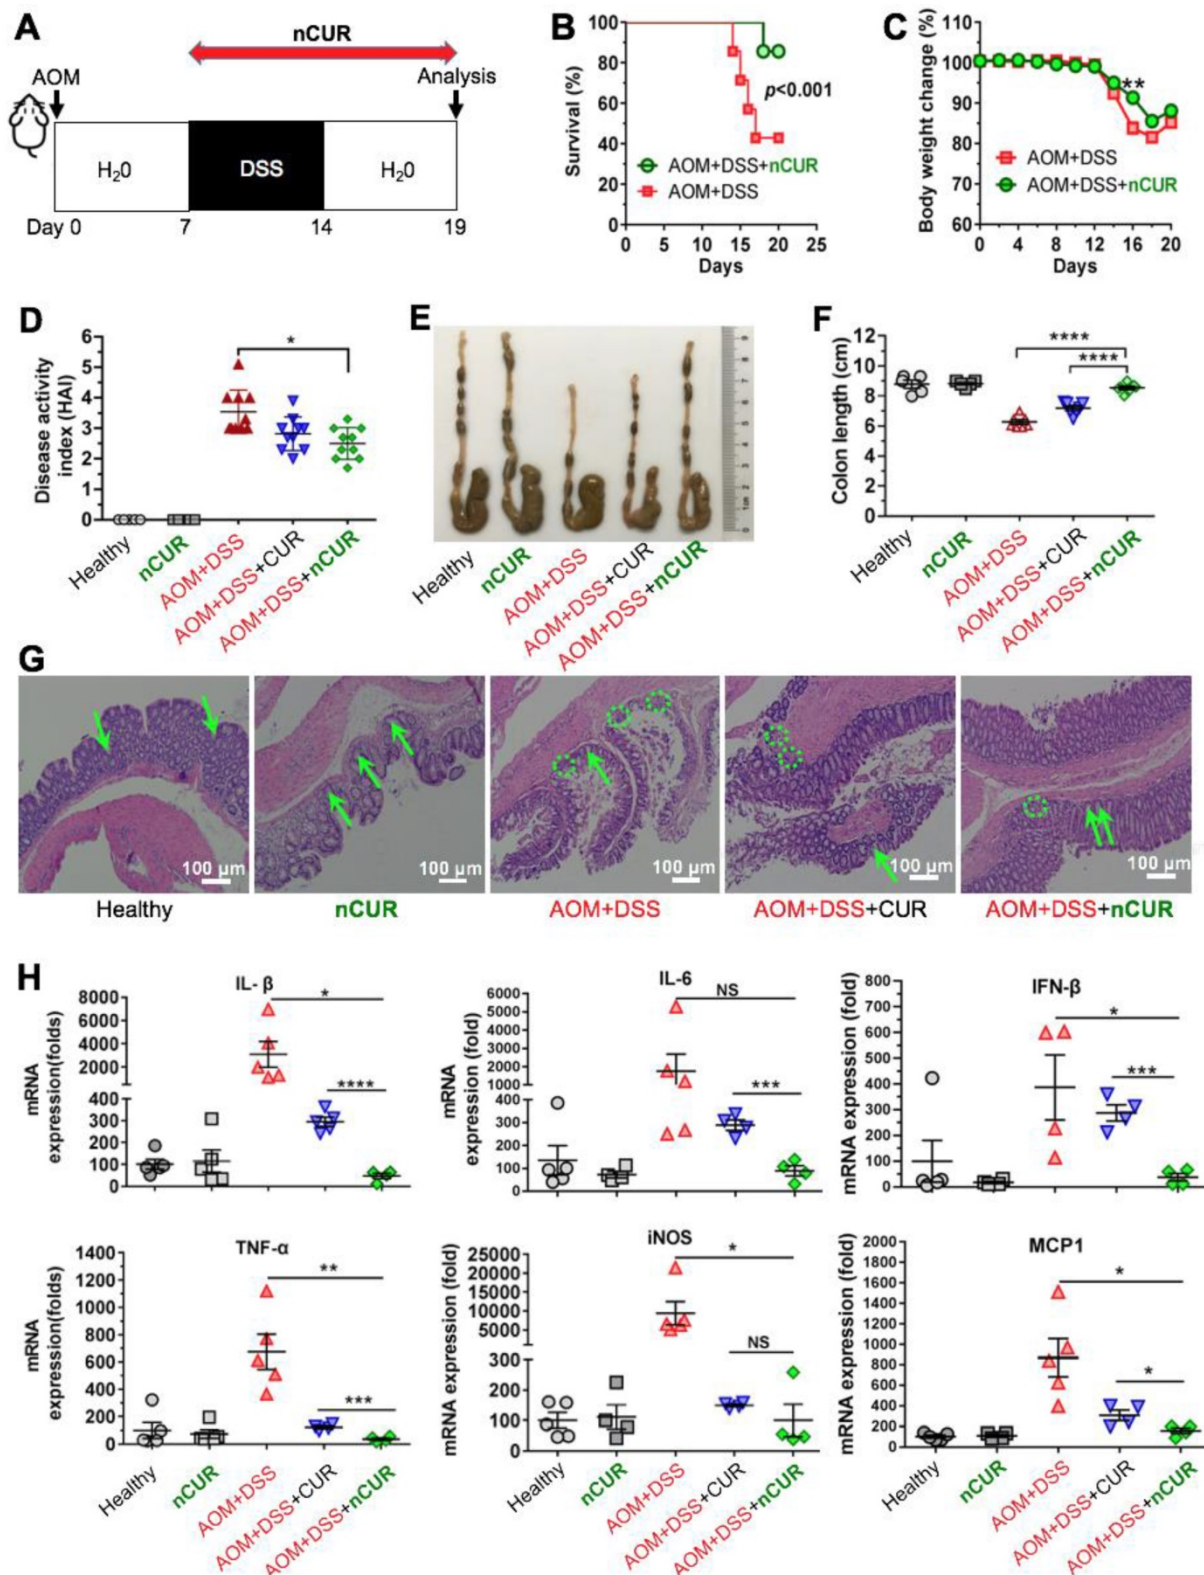 A
nCUR
AOM
Analysis
H20
DSS
H20
Day 0
7
14
19
B
Survival (%)
100
80
60
40
20
0
p<0.001
AOM+DSS+nCUR
AOM+DSS
0 5 10 15 20 25
Days
C
Body weight change (%)
110
100
90
80
70
60
**
AOM+DSS
AOM+DSS+nCUR
0 4 8 12 16 20
Days
D
Disease activity
index (HAI)
6
5
4
3
2
1
0
*
Healthy
nCUR
AOM+DSS
AOM+DSS+CUR
AOM+DSS+nCUR
E
Healthy
nCUR
AOM+DSS
AOM+DSS+CUR
AOM+DSS+nCUR
F
Colon length (cm)
12
10
8
6
4
2
0
****
****
Healthy
nCUR
AOM+DSS
AOM+DSS+CUR
AOM+DSS+nCUR
G
100 µm
100 µm
100 µm
100 µm
100 µm
Healthy
nCUR
AOM+DSS
AOM+DSS+CUR
AOM+DSS+nCUR
H
IL- β
mRNA
expression(folds)
8000
6000
4000
2000
400
300
200
100
0
*
****
IL-6
mRNA
expression (folds)
6000
5000
4000
3000
2000
1000
400
300
200
100
0
NS
***
IFN-β
mRNA expression (fold)
800
700
600
500
400
300
200
100
0
*
***
TNF-α
mRNA
expression(folds)
1400
1200
1000
800
600
400
200
0
**
***
Healthy
nCUR
AOM+DSS
AOM+DSS+CUR
AOM+DSS+nCUR
iNOS
mRNA expression (fold)
25000
20000
15000
10000
5000
300
200
100
0
*
NS
Healthy
nCUR
AOM+DSS
AOM+DSS+CUR
AOM+DSS+nCUR
MCP1
mRNA expression (fold)
2000
1800
1600
1400
1200
1000
800
600
400
200
0
*
*
Healthy
nCUR
AOM+DSS
AOM+DSS+CUR
AOM+DSS+nCUR